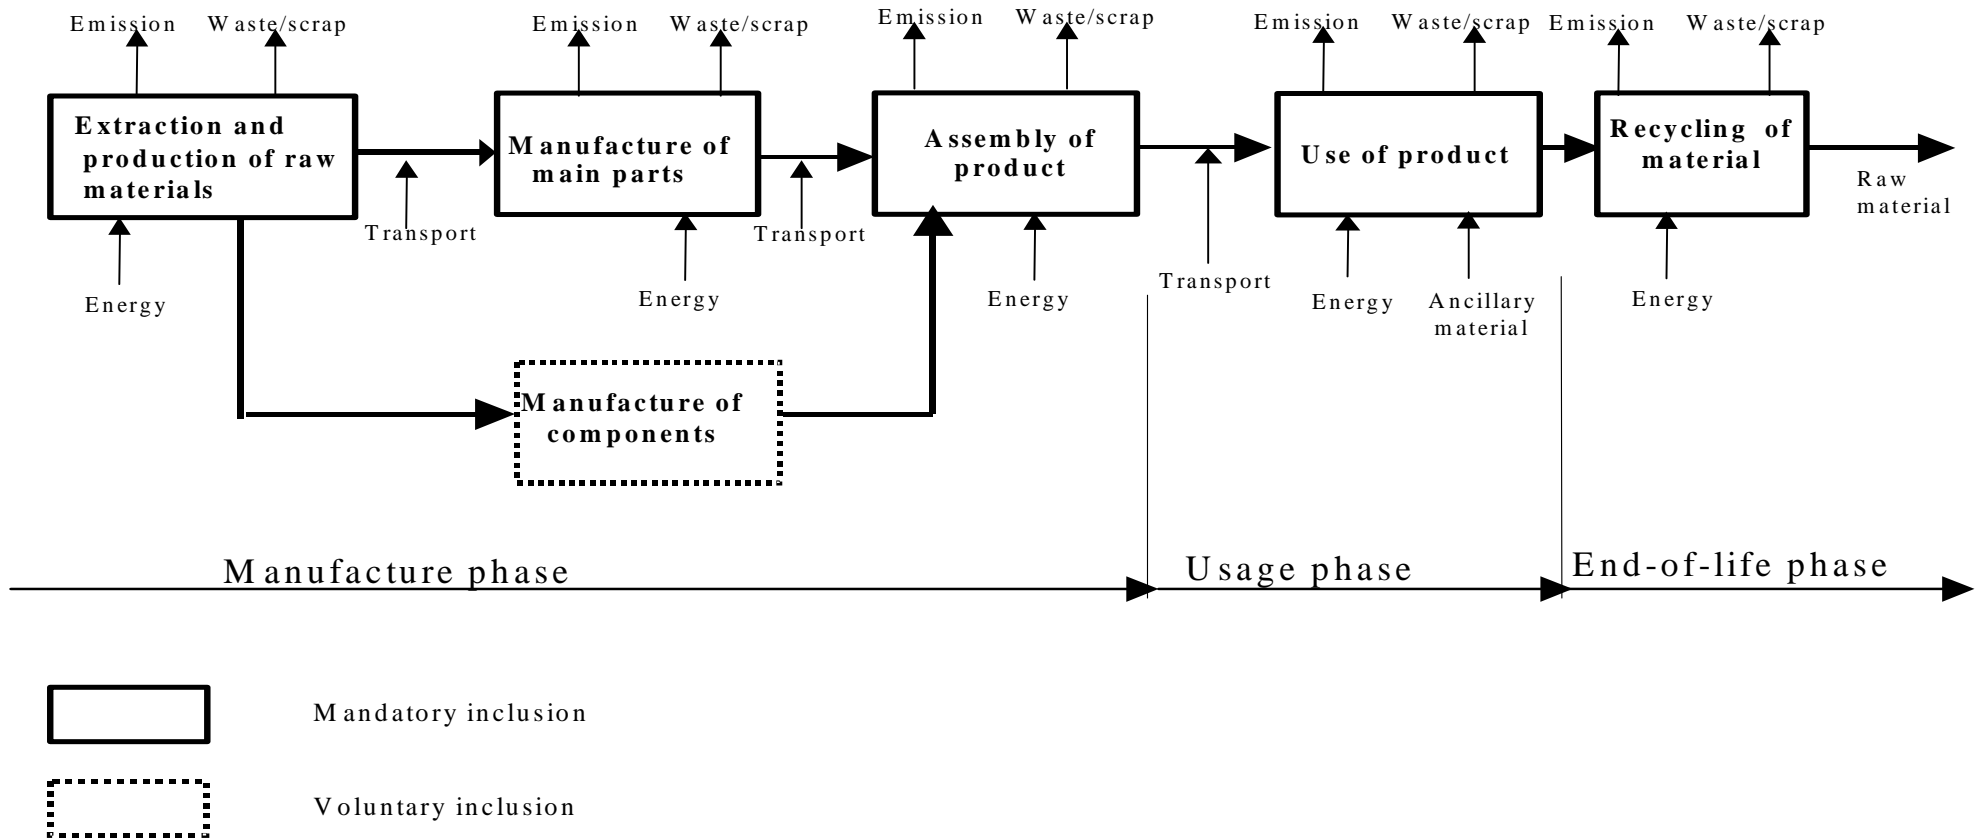 Emission
Waste/scrap
Emission
Waste/scrap
Emission
Waste/scrap
Emission
Waste/scrap
Emission
Waste/scrap
Extraction and
production of raw
materials
Manufacture of
main parts
Assembly of
product
Use of product
Recycling of
material
Raw
material
Transport
Transport
Transport
Energy
Energy
Energy
Energy
Ancillary
material
Energy
Manufacture of
components
Manufacture phase
Usage phase
End-of-life phase
Mandatory inclusion
Voluntary inclusion